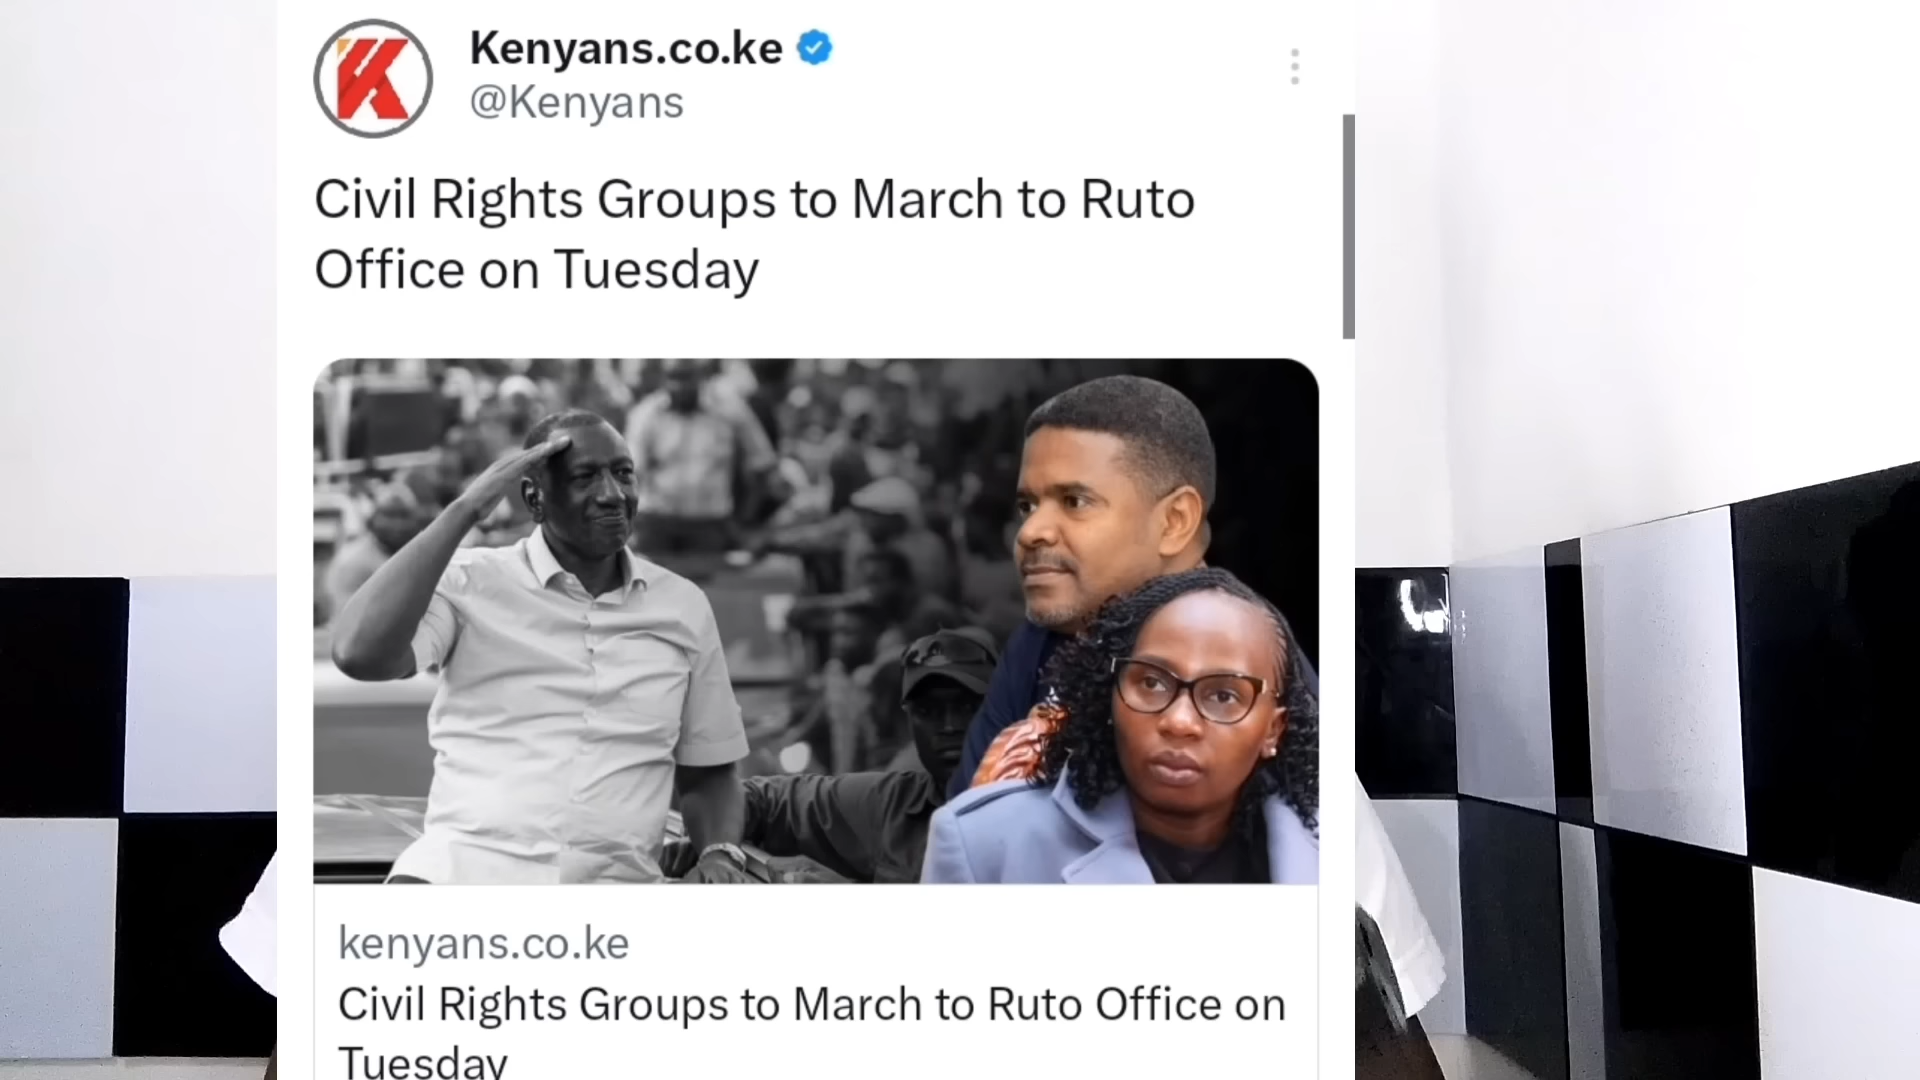 Kenyans.co.ke
@Kenyans
Civil Rights Groups to March to Ruto
Office on Tuesday
kenyans.co.ke
Civil Rights Groups to March to Ruto Office on
Tuesday